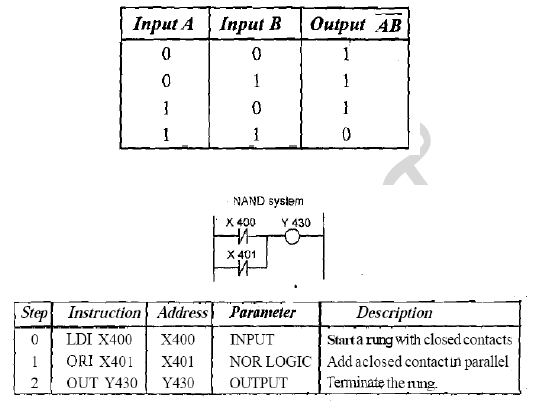 Input A Input B Output AB
0 0 1
0 1 1
1 0 1
1 1 0
NAND system
X 400 Y 430
X 401
Step Instruction Address Parameter Description
0 LDI X400 X400 INPUT Start a rung with closed contacts
1 ORI X401 X401 NOR LOGIC Add a closed contact in parallel
2 OUT Y430 Y430 OUTPUT Terminate the rung.